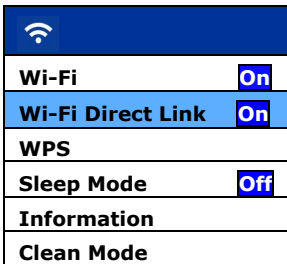 Wi-Fi On
Wi-Fi Direct Link On
WPS
Sleep Mode Off
Information
Clean Mode